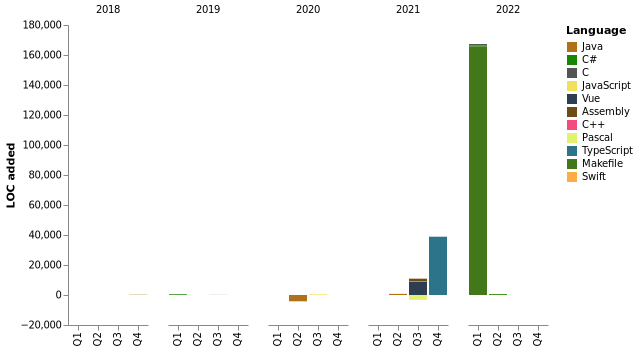 2018 2019 2020 2021 2022
180,000
160,000
140,000
120,000
100,000
80,000
60,000
40,000
20,000
0
−20,000
LOC added
Q1 Q2 Q3 Q4 Q1 Q2 Q3 Q4 Q1 Q2 Q3 Q4 Q1 Q2 Q3 Q4 Q1 Q2 Q3 Q4
Language
Java
C#
C
JavaScript
Vue
Assembly
C++
Pascal
TypeScript
Makefile
Swift